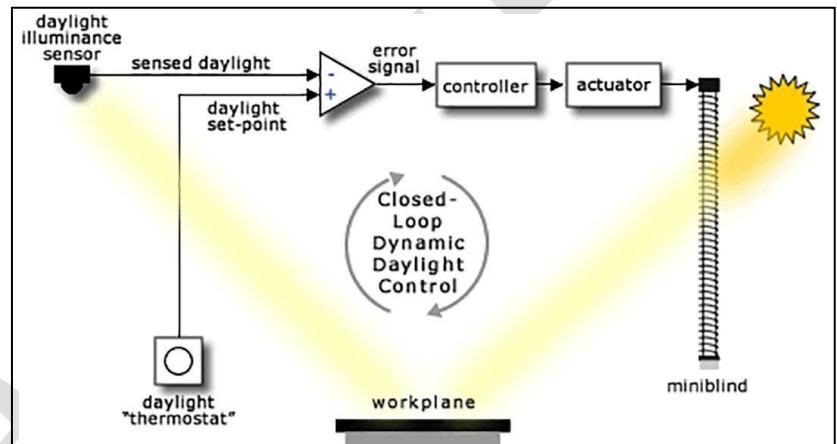 daylight
illuminance
sensor
sensed daylight
-
+
error
signal
controller
actuator
daylight
set-point
Closed-
Loop
Dynamic
Daylight
Control
daylight
"thermostat"
workplane
miniblind